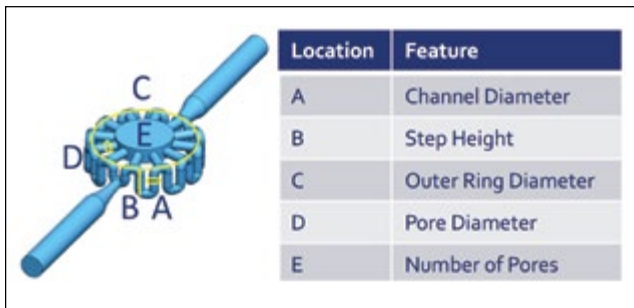 C
E
D
B A
Location Feature
A Channel Diameter
B Step Height
C Outer Ring Diameter
D Pore Diameter
E Number of Pores